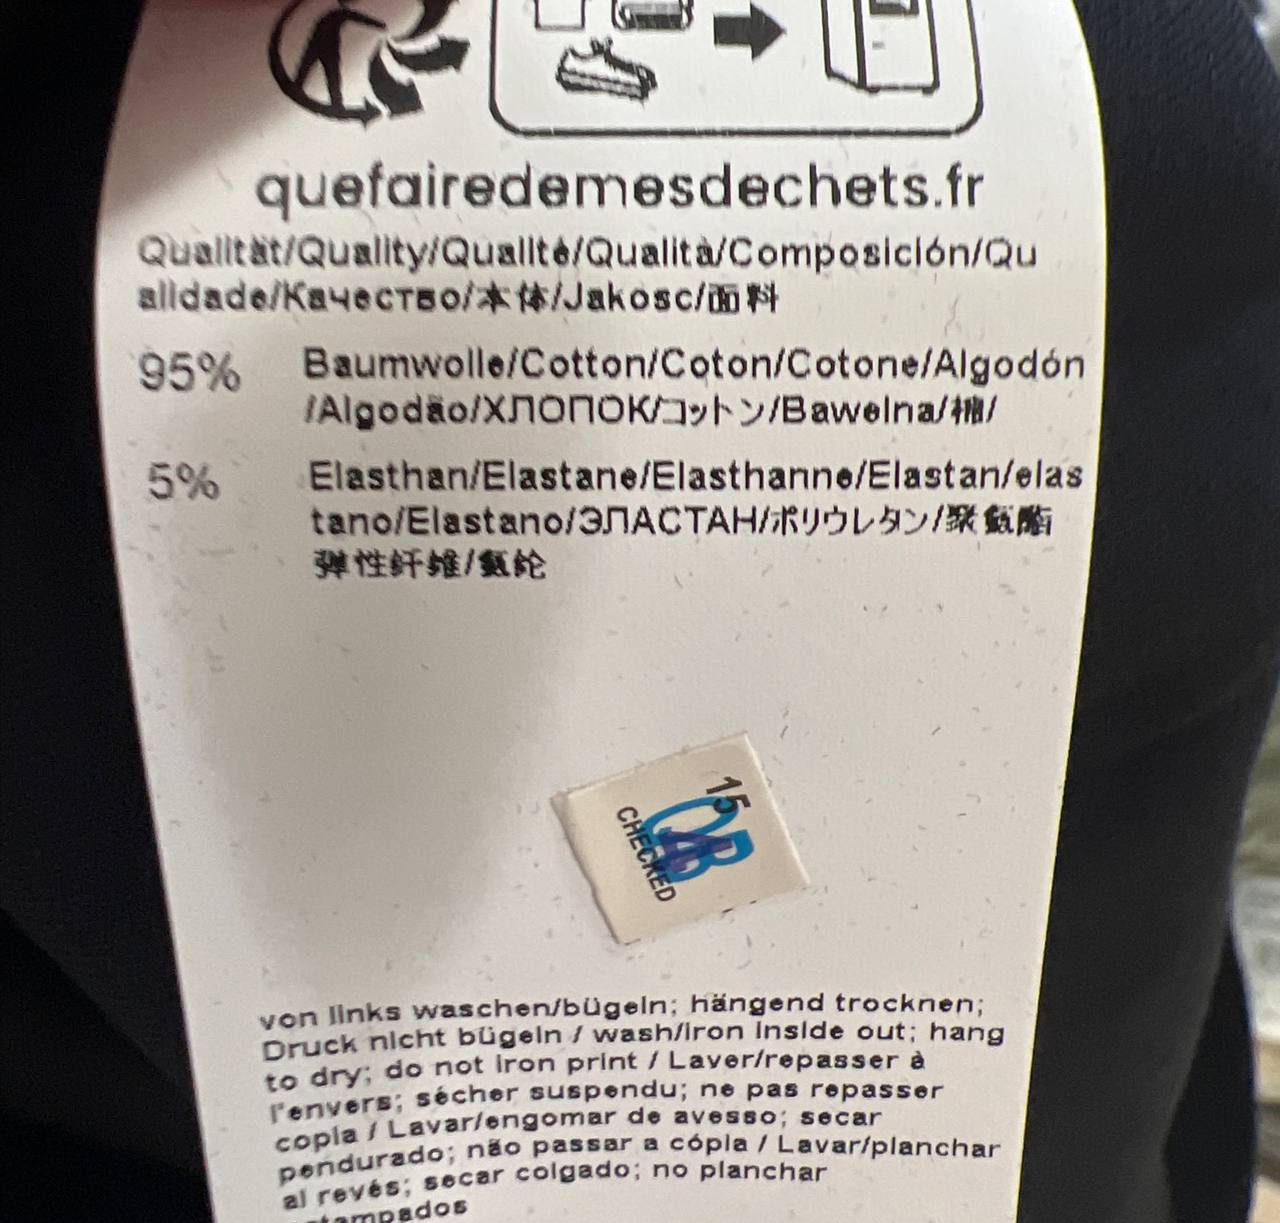 quefairedemesdechets.fr
Qualität/Quality/Qualité/Qualità/Composición/Qu
alidade/Качество/本体/Jakosc/面料
95% Baumwolle/Cotton/Coton/Cotone/Algodón
/Algodão/ХЛОПОК/コットン/Bawelna/棉/
5% Elasthan/Elastane/Elasthanne/Elastan/elas
tano/Elastano/ЭЛАСТАН/ポリウレタン/聚氨酯
弹性纤维/氨纶
15
CHECKED
von links waschen/bügeln; hängend trocknen;
Druck nicht bügeln / wash/iron inside out; hang
to dry; do not iron print / Laver/repasser à
l'envers; sécher suspendu; ne pas repasser
copia / Lavar/engomar de avesso; secar
pendurado; não passar a cópia / Lavar/planchar
al revés; secar colgado; no planchar
estampados